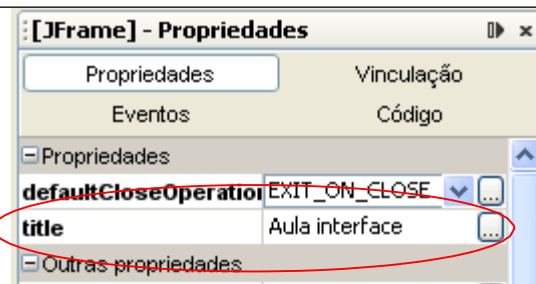 [JFrame] - Propriedades
Propriedades Vinculação
Eventos Código
Propriedades
defaultCloseOperation EXIT_ON_CLOSE ...
title Aula interface ...
Outras propriedades